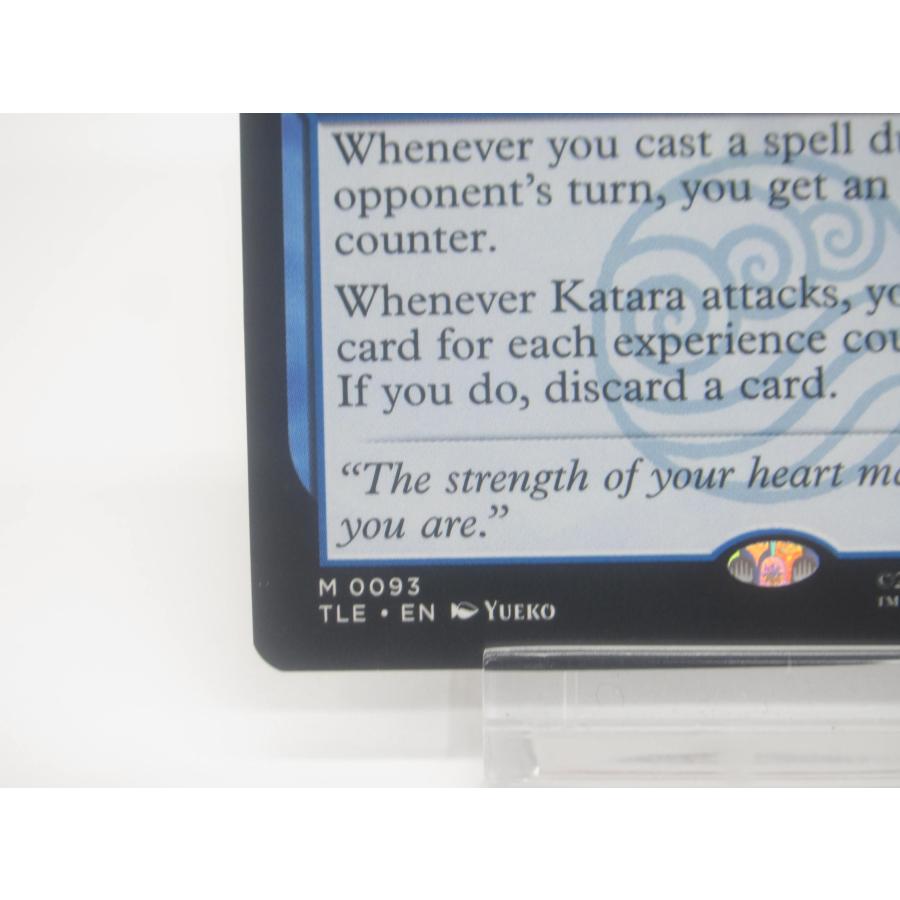 Whenever you cast a spell
opponent’s turn, you get an
counter.
Whenever Katara attacks,
card for each experience
If you do, discard a card.
“The strength of your heart
you are.”
M 0093
TLE • EN YUEKO